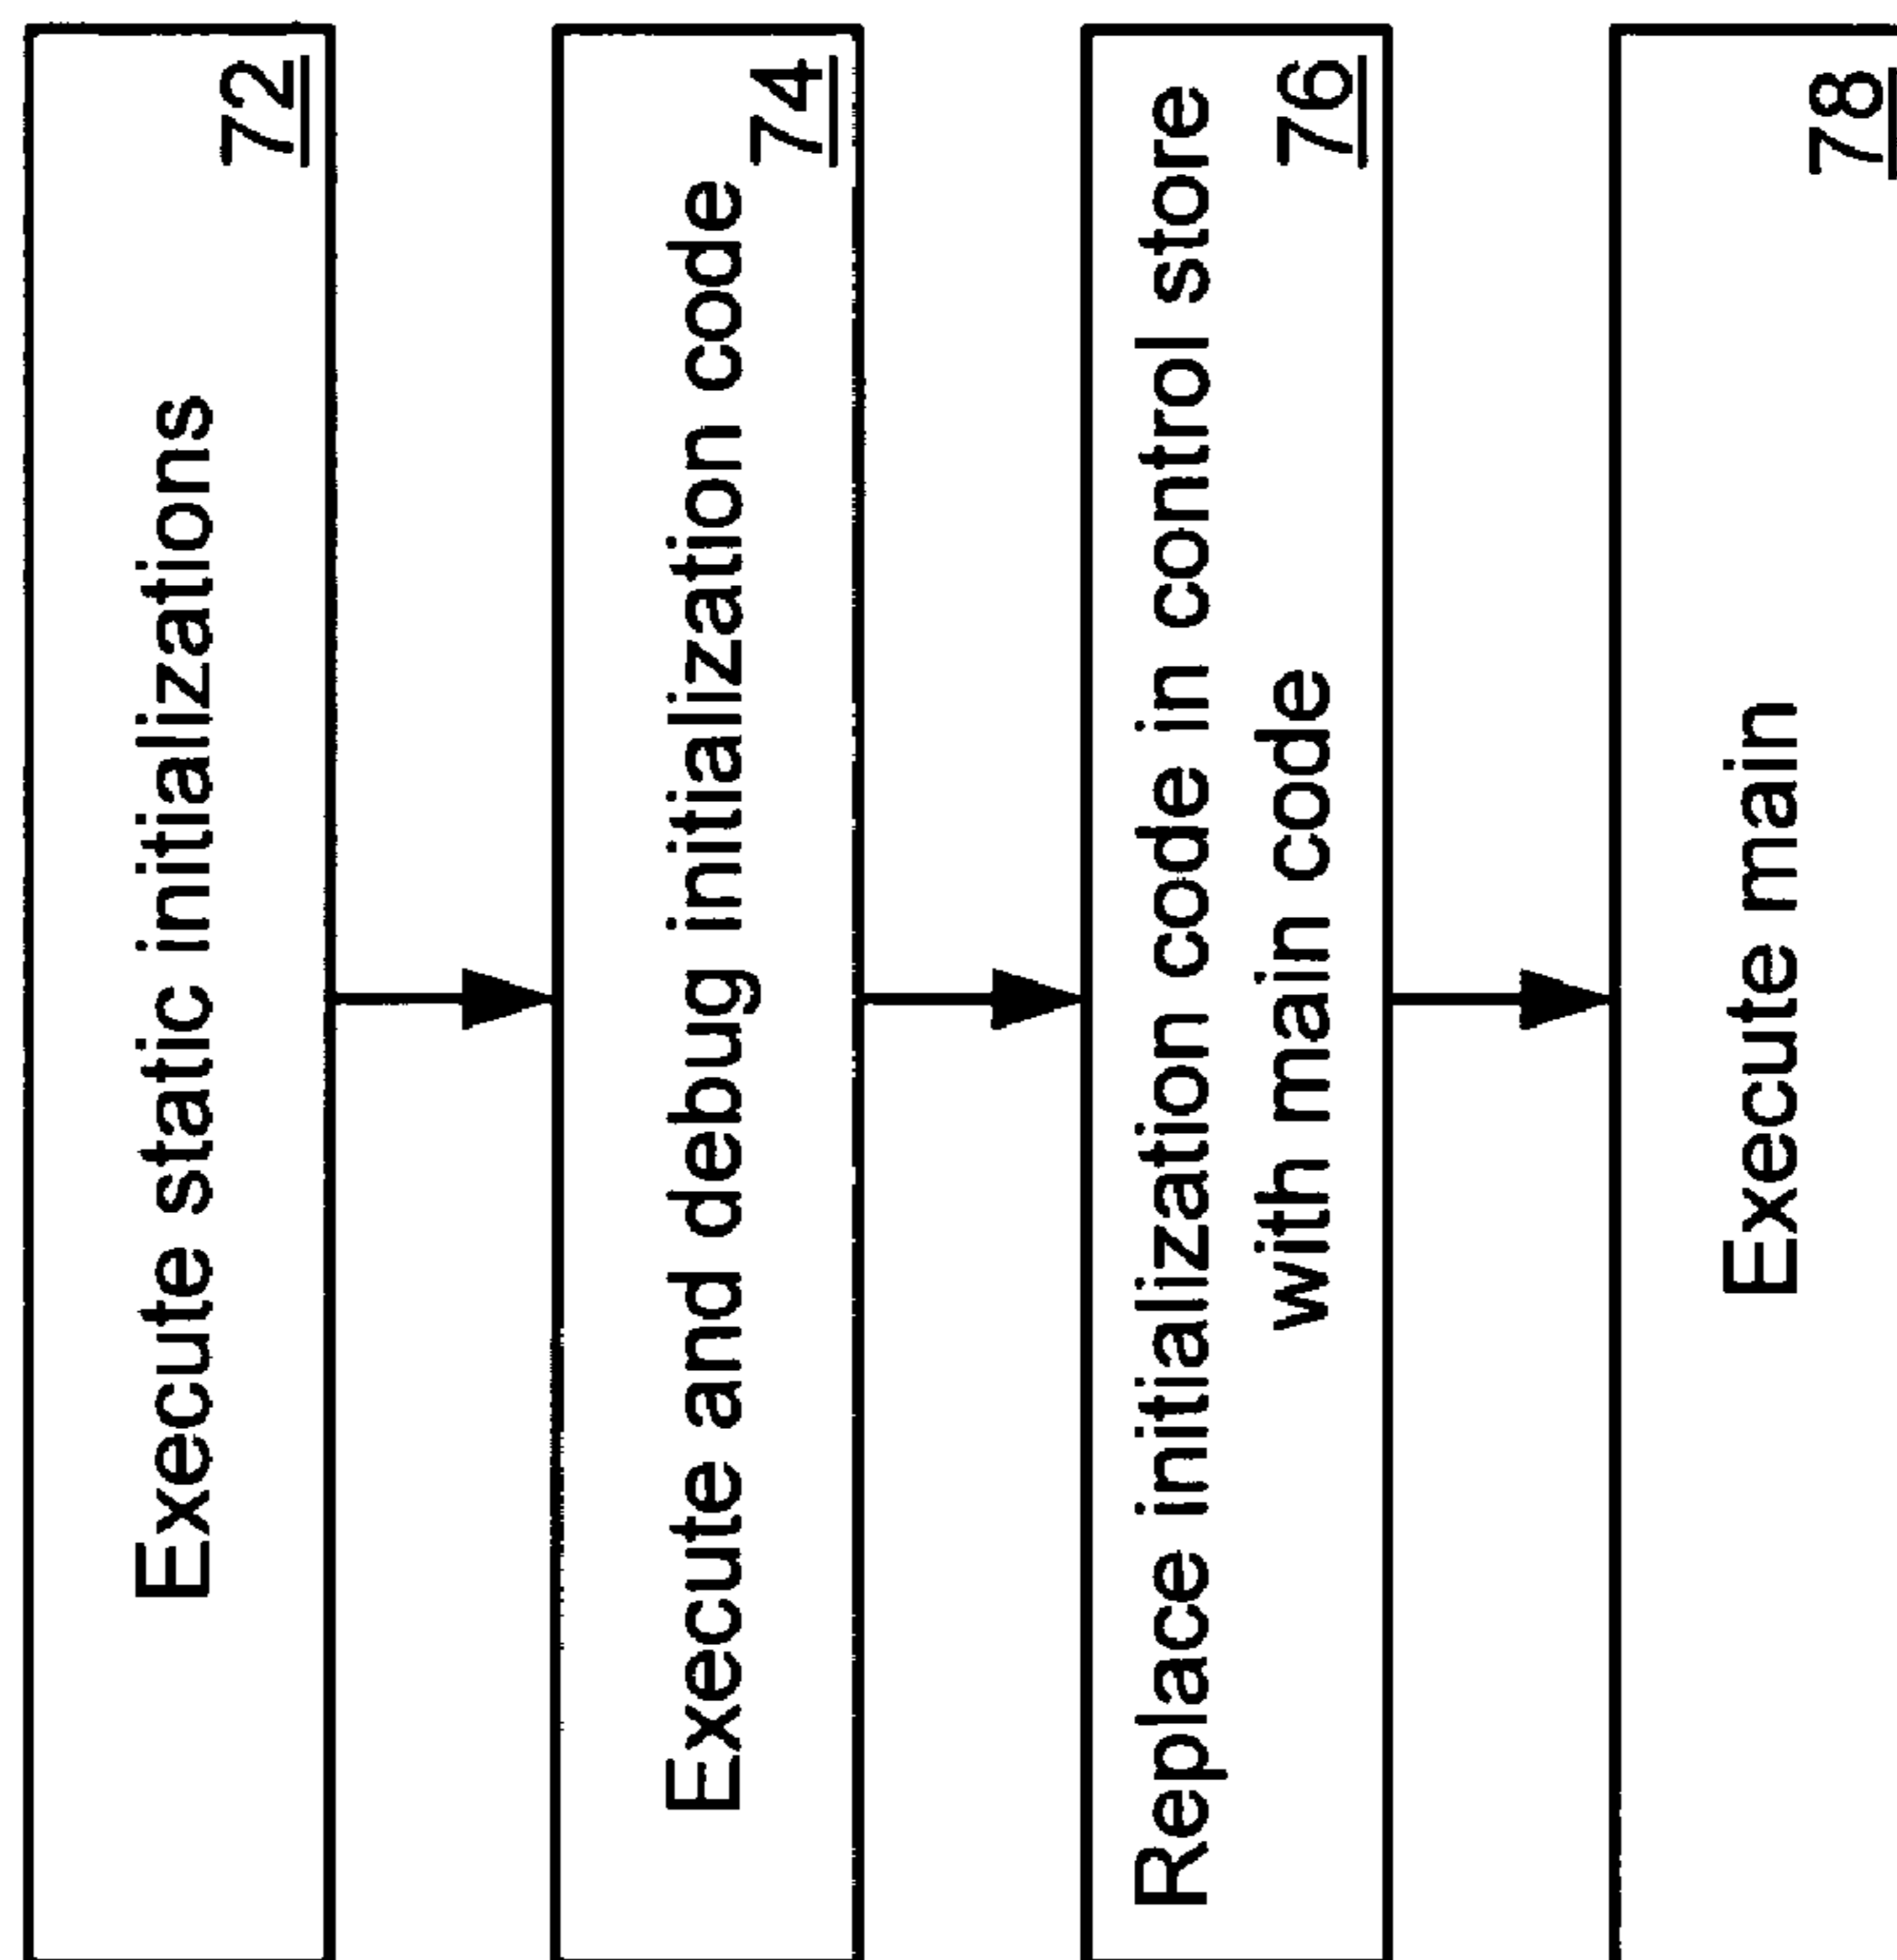 Execute static initializations
72
Execute and debug initialization code
74
Replace initialization code in control store
with main code
76
Execute main
78